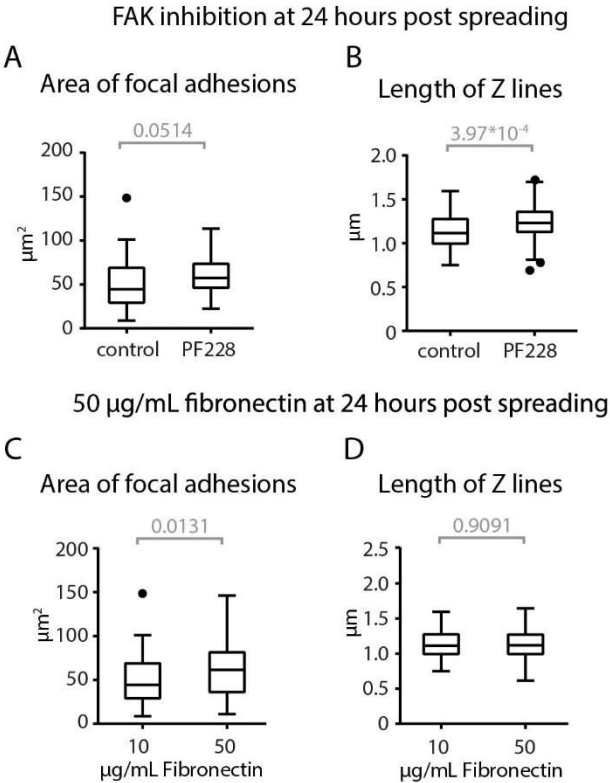 FAK inhibition at 24 hours post spreading
A
Area of focal adhesions
0.0514
200
150
100
50
0
µm²
control PF228
B
Length of Z lines
3.97*10⁻⁴
2.0
1.5
1.0
0.5
0
µm
control PF228
50 µg/mL fibronectin at 24 hours post spreading
C
Area of focal adhesions
0.0131
200
150
100
50
0
µm²
10 50
µg/mL Fibronectin
D
Length of Z lines
0.9091
2.5
2.0
1.5
1.0
0.5
0
µm
10 50
µg/mL Fibronectin